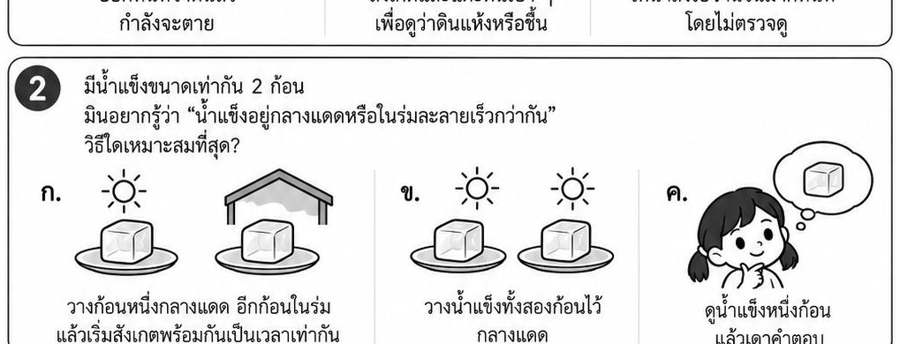 กำลังจะตาย
เพื่อดูว่าดินแห้งหรือชื้น
โดยไม่ตรวจดู
2
มีน้ำแข็งขนาดเท่ากัน 2 ก้อน
มินอยากรู้ว่า “น้ำแข็งอยู่กลางแดดหรือในร่มละลายเร็วกว่ากัน”
วิธีใดเหมาะสมที่สุด?
ก.
วางก้อนหนึ่งกลางแดด อีกก้อนในร่ม
แล้วเริ่มสังเกตพร้อมกันเป็นเวลาเท่ากัน
ข.
วางน้ำแข็งทั้งสองก้อนไว้
กลางแดด
ค.
ดูน้ำแข็งหนึ่งก้อน
แล้วเดาคำตอบ